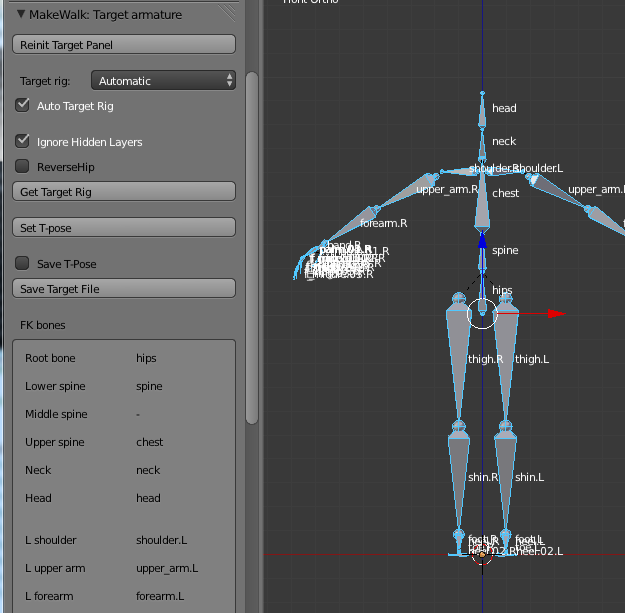 Front Ortho
MakeWalk: Target armature
Reinit Target Panel
Target rig: Automatic
Auto Target Rig
Ignore Hidden Layers
ReverseHip
Get Target Rig
Set T-pose
Save T-Pose
Save Target File
FK bones
Root bone hips
Lower spine spine
Middle spine -
Upper spine chest
Neck neck
Head head
L shoulder shoulder.L
L upper arm upper_arm.L
L forearm forearm.L
head
neck
shoulder.R shoulder.L
upper_arm.R chest upper_arm.
forearm.R
hand.R
spine
hips
thigh.R thigh.L
shin.R shin.L
foot.R foot.L
heel.02.L